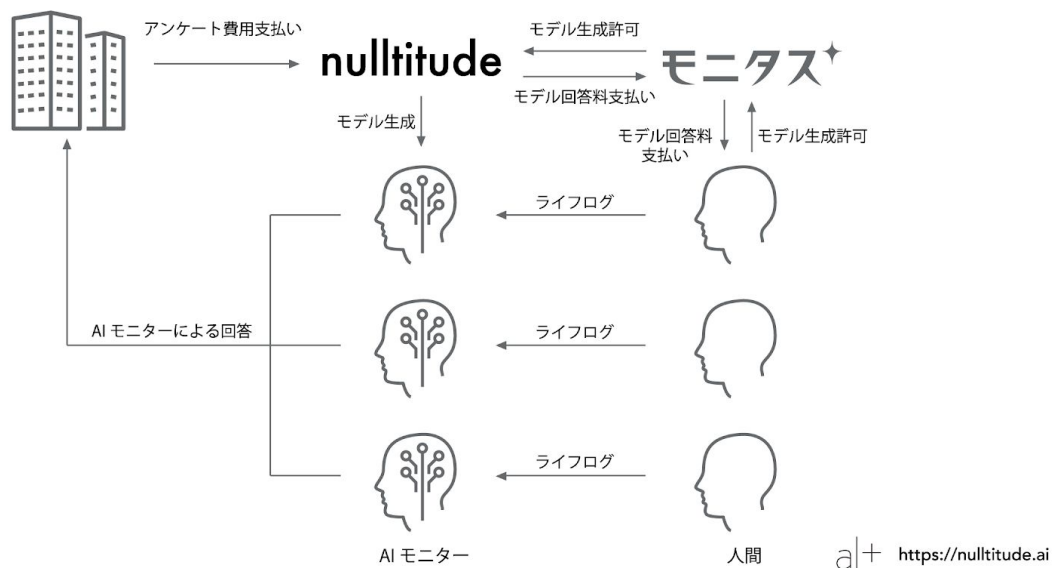 アンケート費用支払い
nulltitude
モデル生成許可
モデル回答料支払い
モニタス
モデル生成
モデル回答料
支払い
モデル生成許可
ライフログ
AI モニターによる回答
ライフログ
ライフログ
AI モニター
人間
al+
https://nulltitude.ai